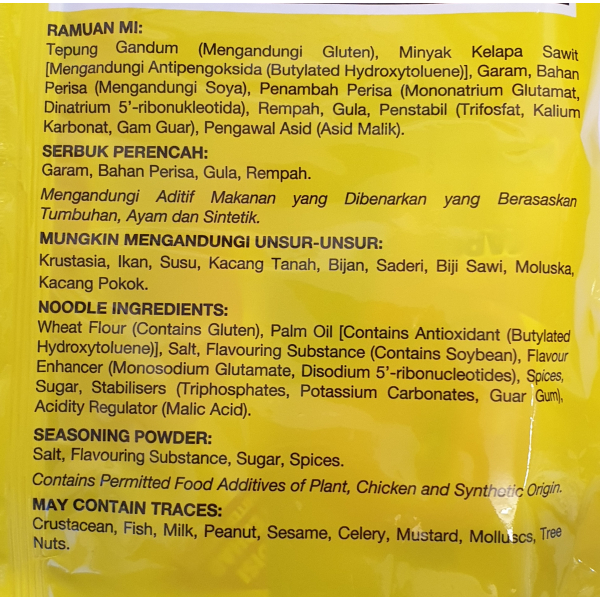 RAMUAN MI:
Tepung Gandum (Mengandungi Gluten), Minyak Kelapa Sawit
[Mengandungi Antipengoksida (Butylated Hydroxytoluene)], Garam, Bahan
Perisa (Mengandungi Soya), Penambah Perisa (Mononatrium Glutamat,
Dinatrium 5'-ribonukleotida), Rempah, Gula, Penstabil (Trifosfat, Kalium
Karbonat, Gam Guar), Pengawal Asid (Asid Malik).
SERBUK PERENCAH:
Garam, Bahan Perisa, Gula, Rempah.
Mengandungi Aditif Makanan yang Dibenarkan yang Berasaskan
Tumbuhan, Ayam dan Sintetik.
MUNGKIN MENGANDUNGI UNSUR-UNSUR:
Krustasia, Ikan, Susu, Kacang Tanah, Bijan, Saderi, Biji Sawi, Moluska,
Kacang Pokok.
NOODLE INGREDIENTS:
Wheat Flour (Contains Gluten), Palm Oil [Contains Antioxidant (Butylated
Hydroxytoluene)], Salt, Flavouring Substance (Contains Soybean), Flavour
Enhancer (Monosodium Glutamate, Disodium 5'-ribonucleotides), Spices,
Sugar, Stabilisers (Triphosphates, Potassium Carbonates, Guar Gum),
Acidity Regulator (Malic Acid).
SEASONING POWDER:
Salt, Flavouring Substance, Sugar, Spices.
Contains Permitted Food Additives of Plant, Chicken and Synthetic Origin.
MAY CONTAIN TRACES:
Crustacean, Fish, Milk, Peanut, Sesame, Celery, Mustard, Molluscs, Tree
Nuts.